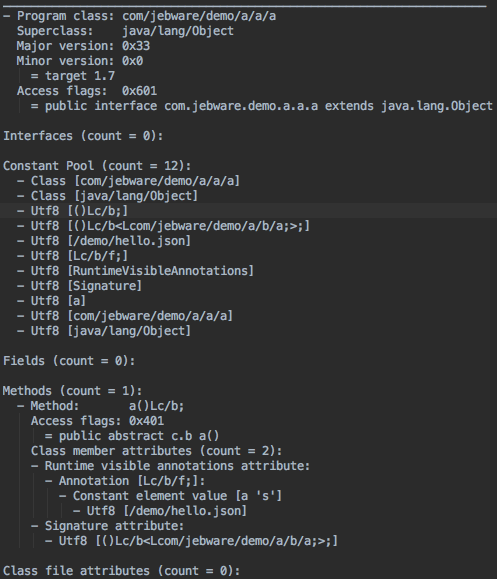 - Program class: com/jebware/demo/a/a/a
Superclass: java/lang/Object
Major version: 0x33
Minor version: 0x0
= target 1.7
Access flags: 0x601
= public interface com.jebware.demo.a.a.a extends java.lang.Object
Interfaces (count = 0):
Constant Pool (count = 12):
- Class [com/jebware/demo/a/a/a]
- Class [java/lang/Object]
- Utf8 [()Lc/b;]
- Utf8 [()Lc/b<Lcom/jebware/demo/a/b/a;>;]
- Utf8 [/demo/hello.json]
- Utf8 [Lc/b/f;]
- Utf8 [RuntimeVisibleAnnotations]
- Utf8 [Signature]
- Utf8 [a]
- Utf8 [com/jebware/demo/a/a/a]
- Utf8 [java/lang/Object]
Fields (count = 0):
Methods (count = 1):
- Method: a()Lc/b;
Access flags: 0x401
= public abstract c.b a()
Class member attributes (count = 2):
- Runtime visible annotations attribute:
- Annotation [Lc/b/f;]:
- Constant element value [a 's']
- Utf8 [/demo/hello.json]
- Signature attribute:
- Utf8 [()Lc/b<Lcom/jebware/demo/a/b/a;>;]
Class file attributes (count = 0):